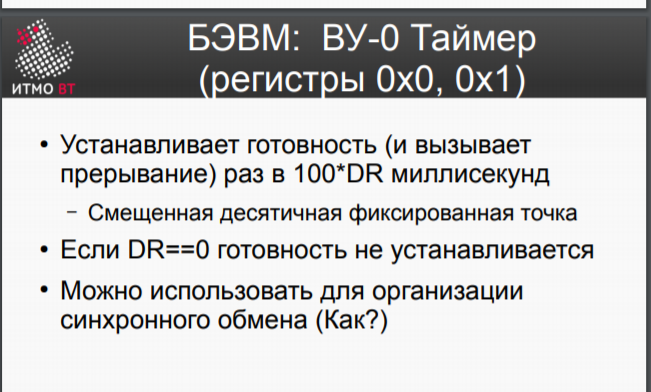 БЭВМ: ВУ-0 Таймер
(регистры 0x0, 0x1)
ИТМО ВТ
• Устанавливает готовность (и вызывает
прерывание) раз в 100*DR миллисекунд
– Смещенная десятичная фиксированная точка
• Если DR==0 готовность не устанавливается
• Можно использовать для организации
синхронного обмена (Как?)